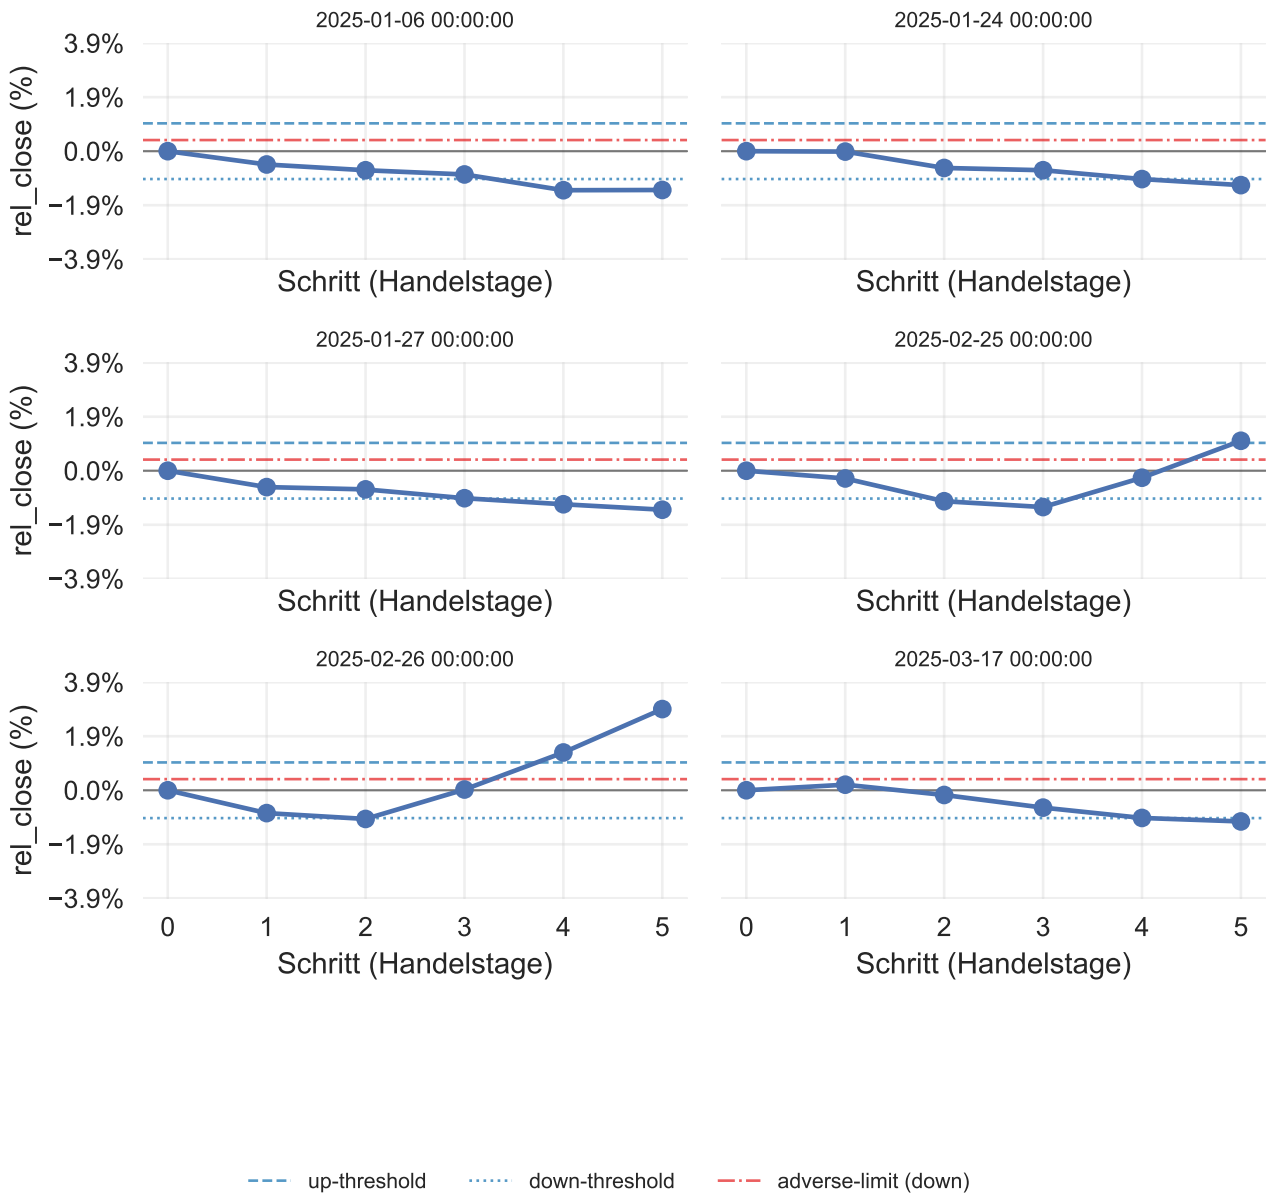 2025-01-06 00:00:00
2025-01-24 00:00:00
rel_close (%)
3.9%
1.9%
0.0%
−1.9%
−3.9%
Schritt (Handelstage)
Schritt (Handelstage)
2025-01-27 00:00:00
2025-02-25 00:00:00
rel_close (%)
3.9%
1.9%
0.0%
−1.9%
−3.9%
Schritt (Handelstage)
Schritt (Handelstage)
2025-02-26 00:00:00
2025-03-17 00:00:00
rel_close (%)
3.9%
1.9%
0.0%
−1.9%
−3.9%
0 1 2 3 4 5
0 1 2 3 4 5
Schritt (Handelstage)
Schritt (Handelstage)
up-threshold
down-threshold
adverse-limit (down)